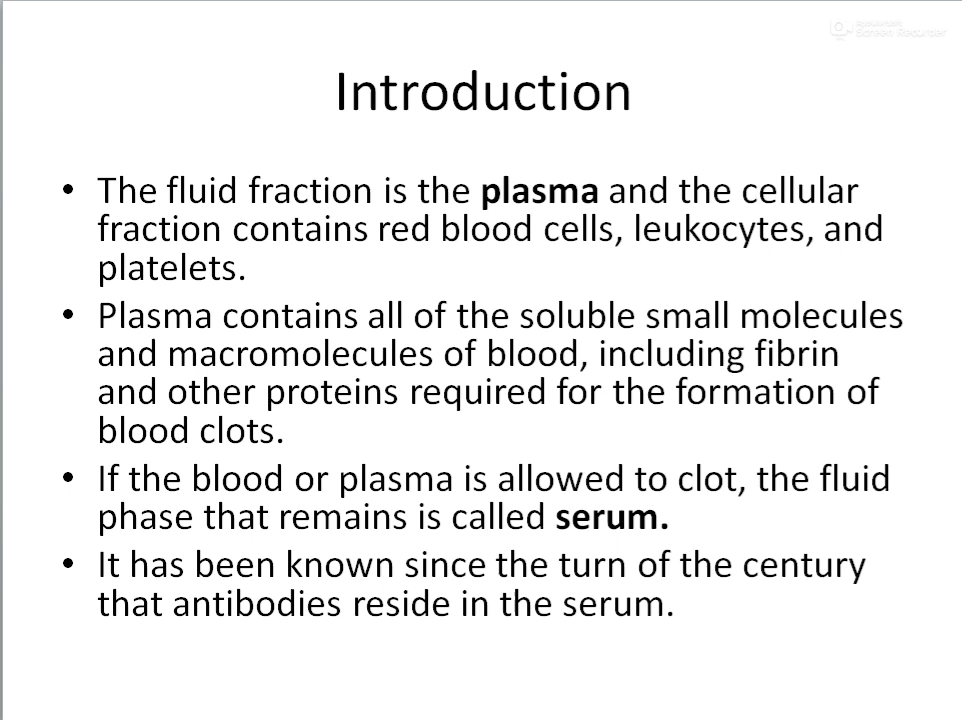 Screen Recorder
Introduction
• The fluid fraction is the plasma and the cellular
fraction contains red blood cells, leukocytes, and
platelets.
• Plasma contains all of the soluble small molecules
and macromolecules of blood, including fibrin
and other proteins required for the formation of
blood clots.
• If the blood or plasma is allowed to clot, the fluid
phase that remains is called serum.
• It has been known since the turn of the century
that antibodies reside in the serum.